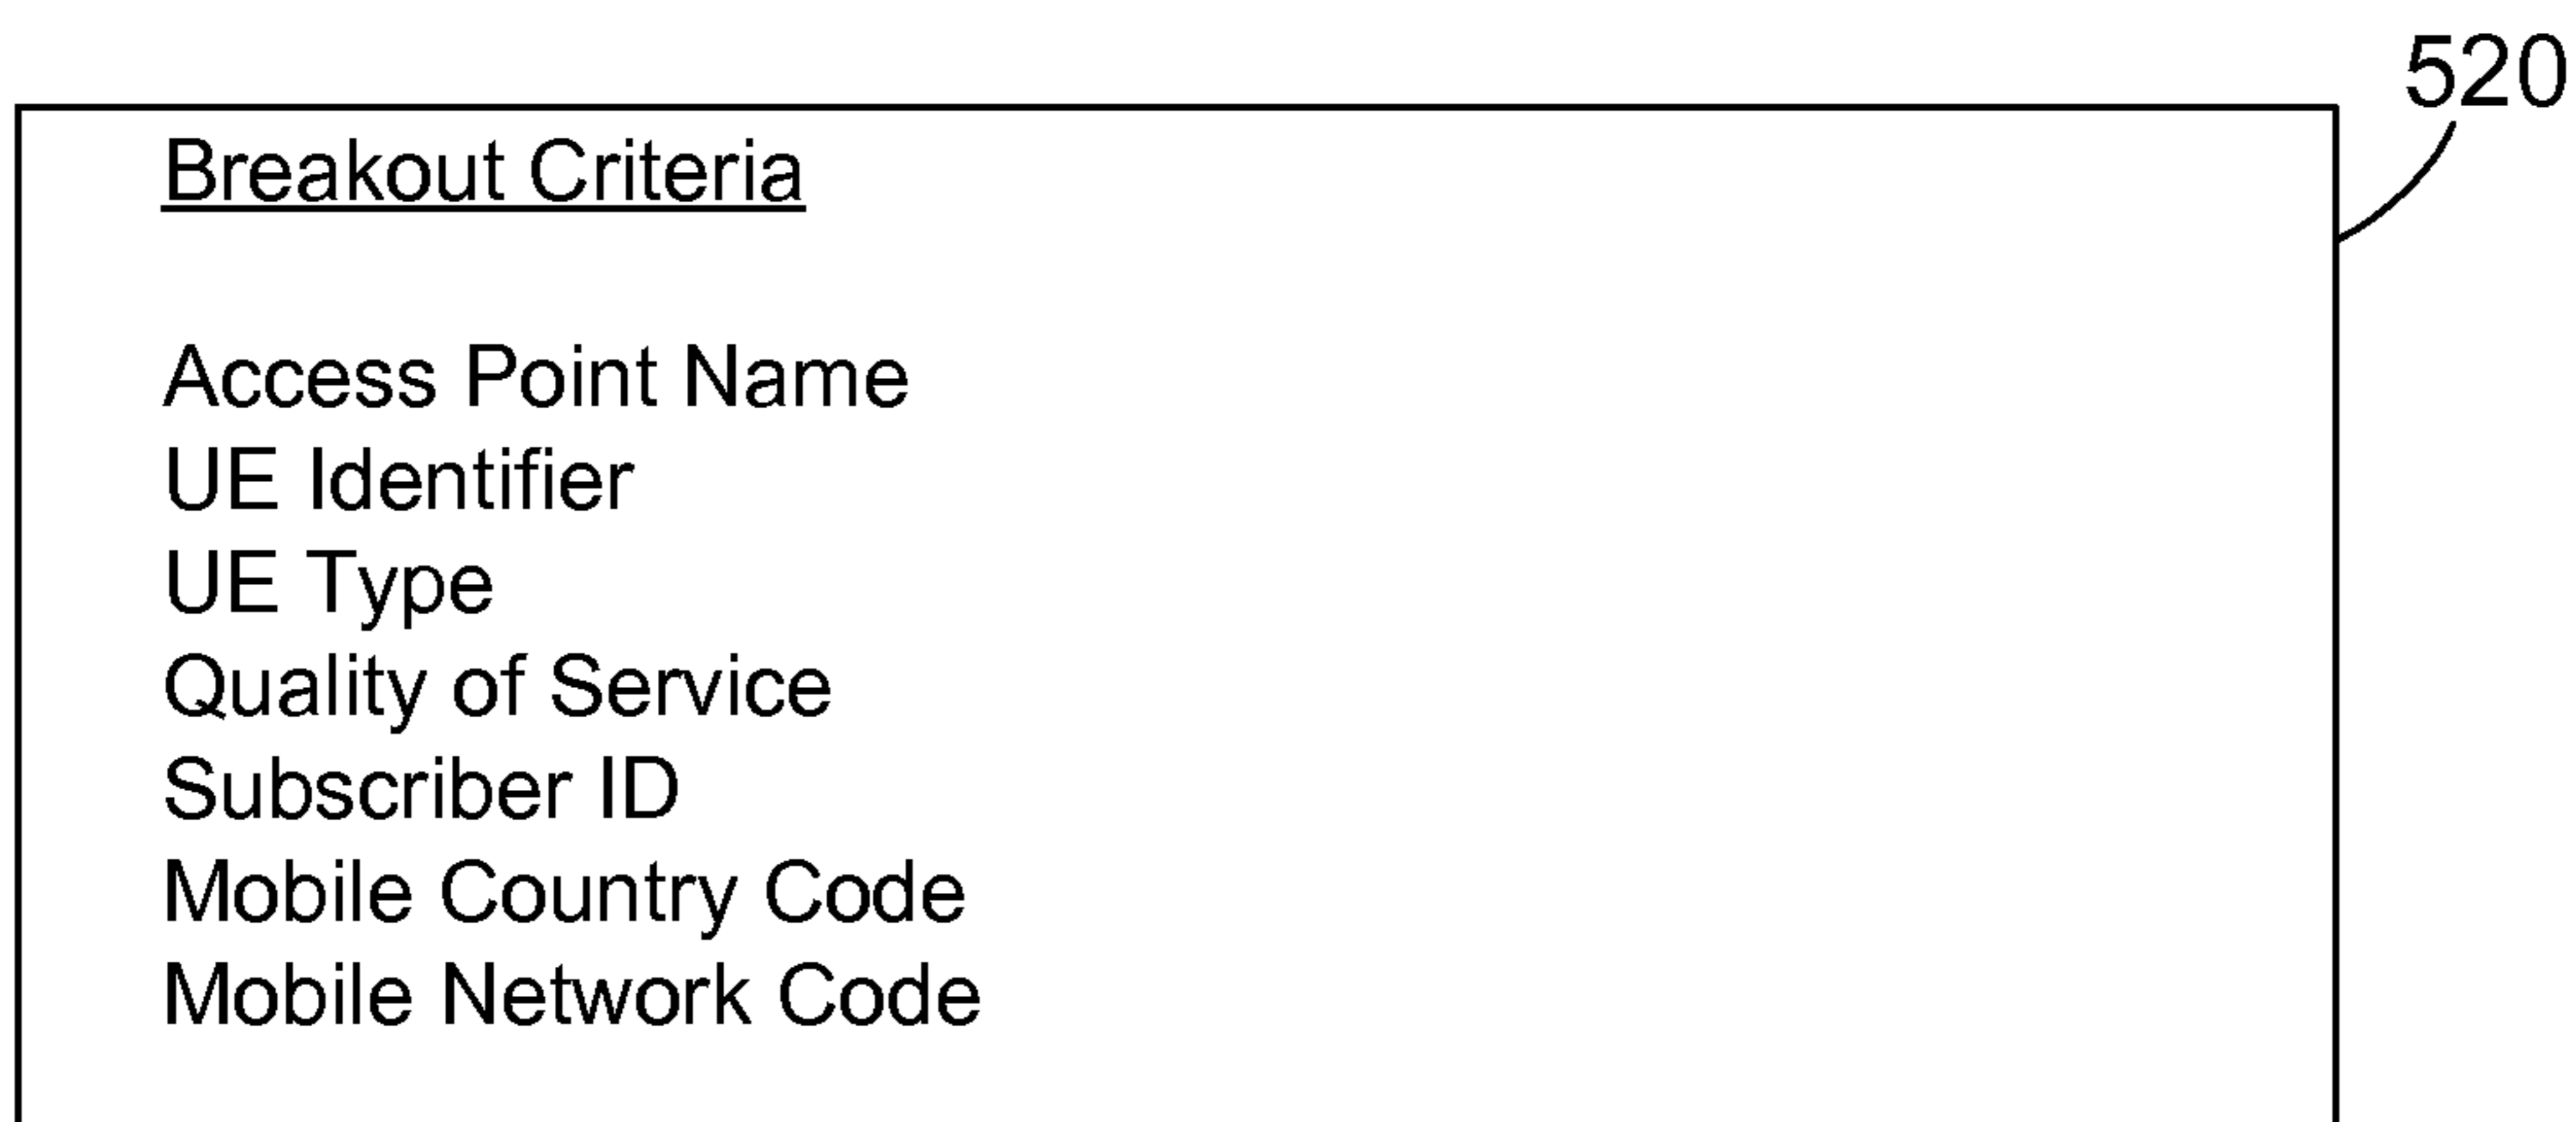 520
Breakout Criteria
Access Point Name
UE Identifier
UE Type
Quality of Service
Subscriber ID
Mobile Country Code
Mobile Network Code